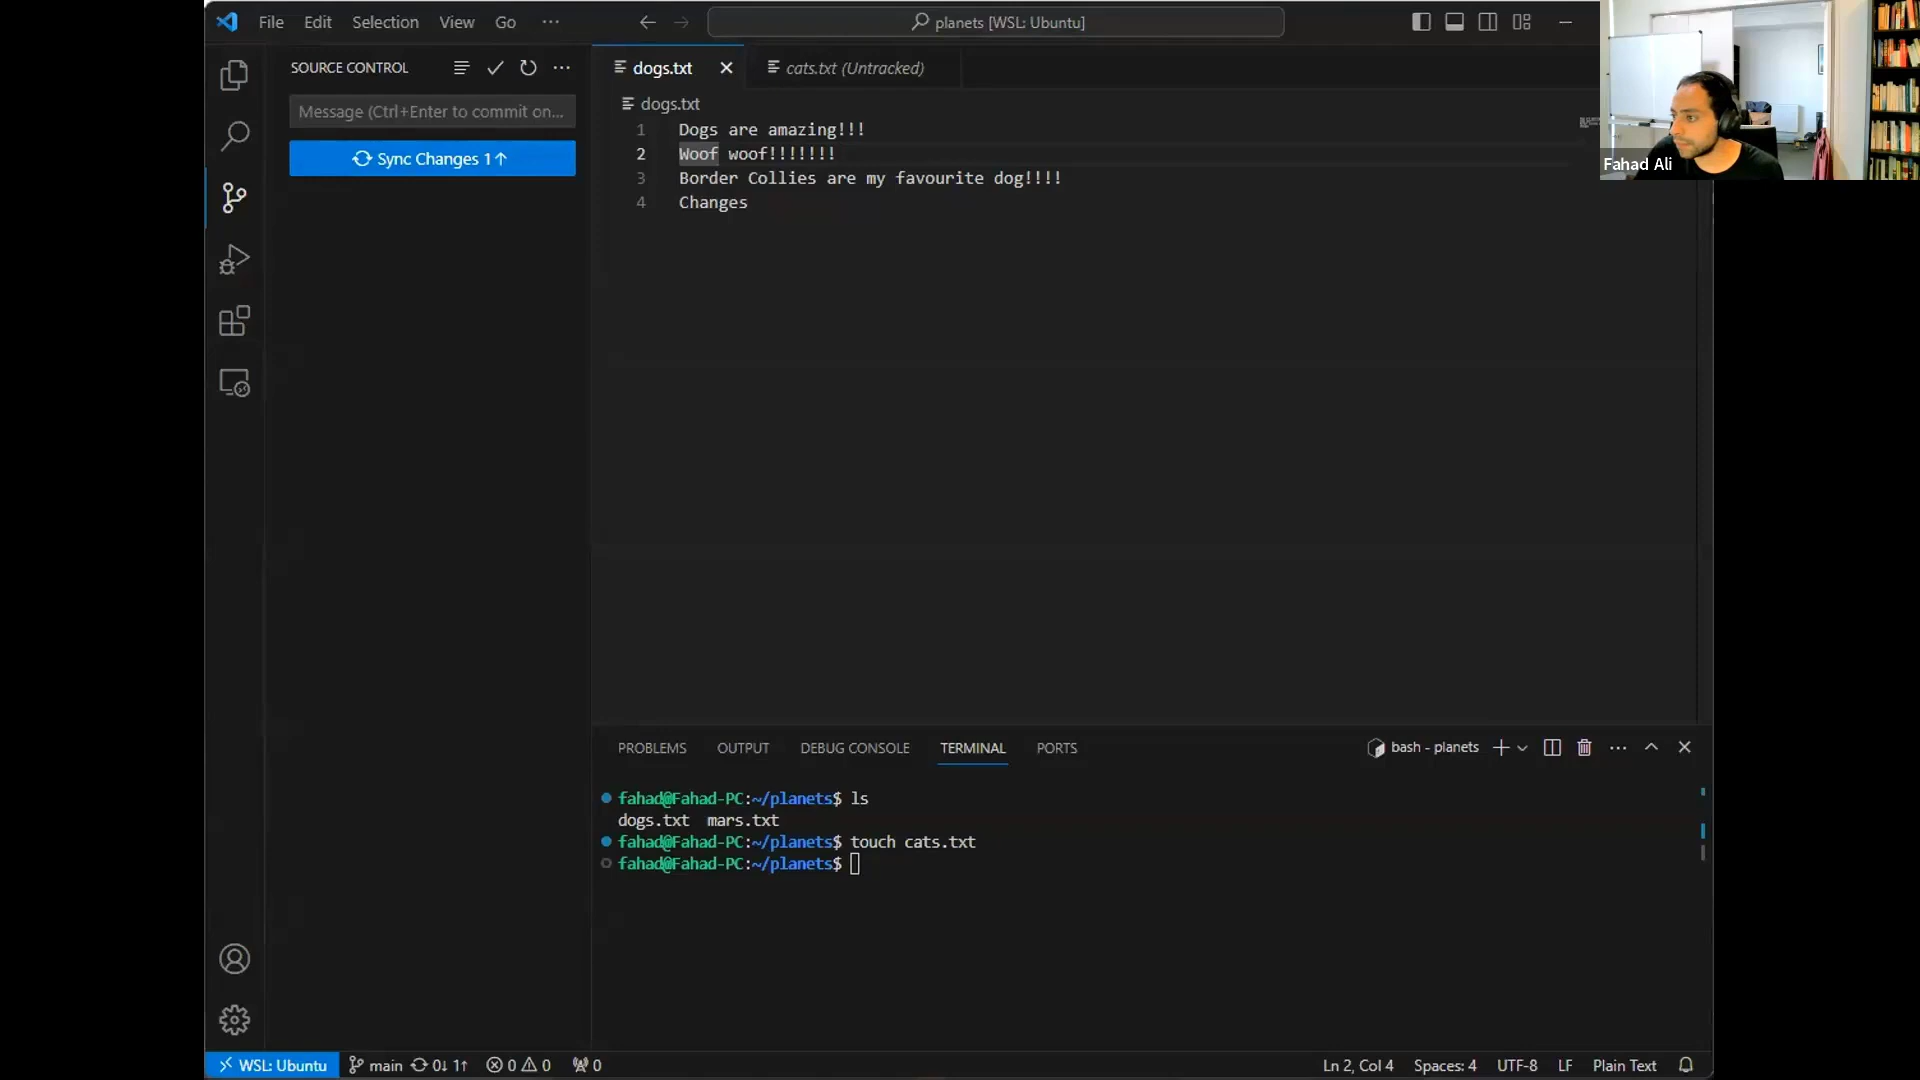 File Edit Selection View Go ···
planets [WSL: Ubuntu]
SOURCE CONTROL
Message (Ctrl+Enter to commit on...
Sync Changes 1↑
dogs.txt
cats.txt (Untracked)
dogs.txt
1 Dogs are amazing!!!
2 Woof woof!!!!!!!
3 Border Collies are my favourite dog!!!!
4 Changes
Fahad Ali
PROBLEMS OUTPUT DEBUG CONSOLE TERMINAL PORTS
bash - planets
fahad@Fahad-PC:~/planets$ ls
dogs.txt mars.txt
fahad@Fahad-PC:~/planets$ touch cats.txt
fahad@Fahad-PC:~/planets$
WSL: Ubuntu main 0↓ 1↑ 0 0 0
Ln 2, Col 4 Spaces: 4 UTF-8 LF Plain Text